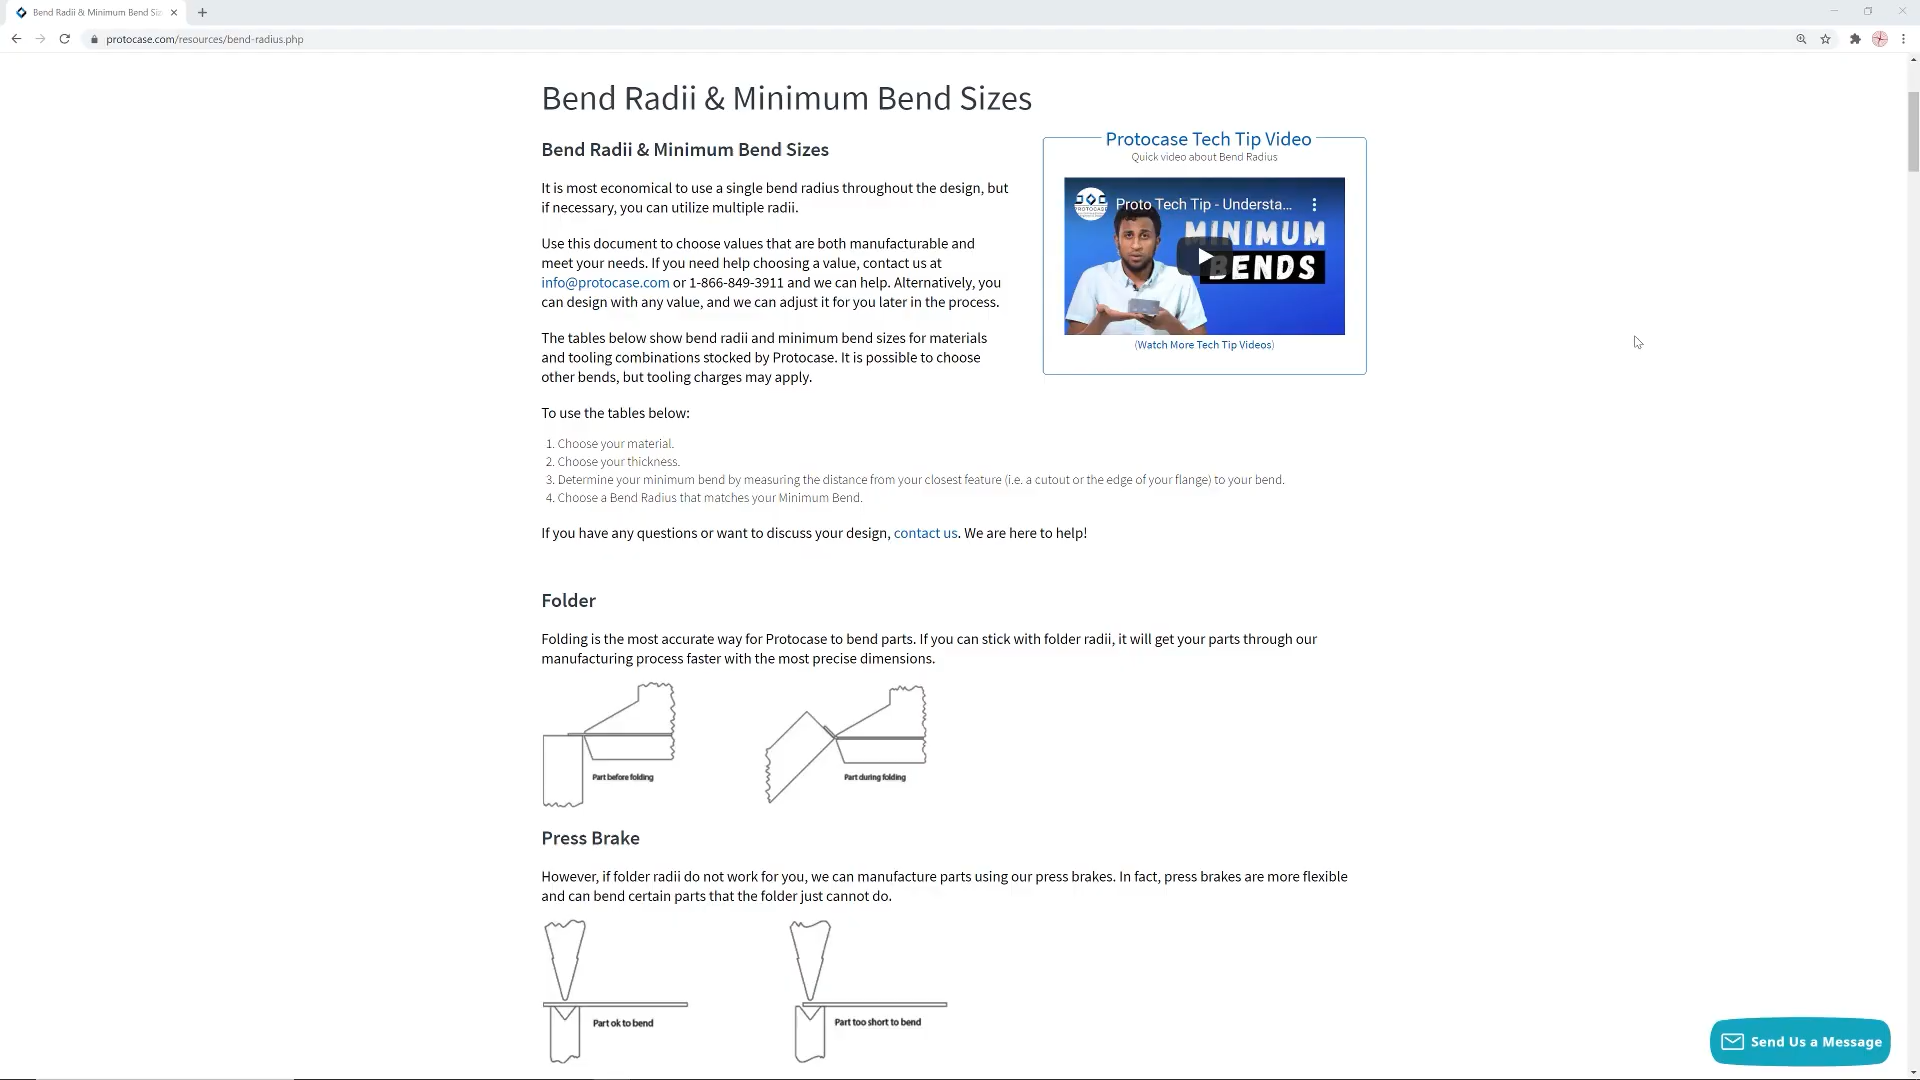 Bend Radii & Minimum Bend Siz
protocase.com/resources/bend-radius.php
Bend Radii & Minimum Bend Sizes
Bend Radii & Minimum Bend Sizes
It is most economical to use a single bend radius throughout the design, but
if necessary, you can utilize multiple radii.
Use this document to choose values that are both manufacturable and
meet your needs. If you need help choosing a value, contact us at
info@protocase.com or 1-866-849-3911 and we can help. Alternatively, you
can design with any value, and we can adjust it for you later in the process.
The tables below show bend radii and minimum bend sizes for materials
and tooling combinations stocked by Protocase. It is possible to choose
other bends, but tooling charges may apply.
Protocase Tech Tip Video
Quick video about Bend Radius
PROTOCASE
Proto Tech Tip - Understa...
MINIMUM
BENDS
(Watch More Tech Tip Videos)
To use the tables below:
1. Choose your material.
2. Choose your thickness.
3. Determine your minimum bend by measuring the distance from your closest feature (i.e. a cutout or the edge of your flange) to your bend.
4. Choose a Bend Radius that matches your Minimum Bend.
If you have any questions or want to discuss your design, contact us. We are here to help!
Folder
Folding is the most accurate way for Protocase to bend parts. If you can stick with folder radii, it will get your parts through our
manufacturing process faster with the most precise dimensions.
Part before folding
Part during folding
Press Brake
However, if folder radii do not work for you, we can manufacture parts using our press brakes. In fact, press brakes are more flexible
and can bend certain parts that the folder just cannot do.
Part ok to bend
Part too short to bend
Send Us a Message